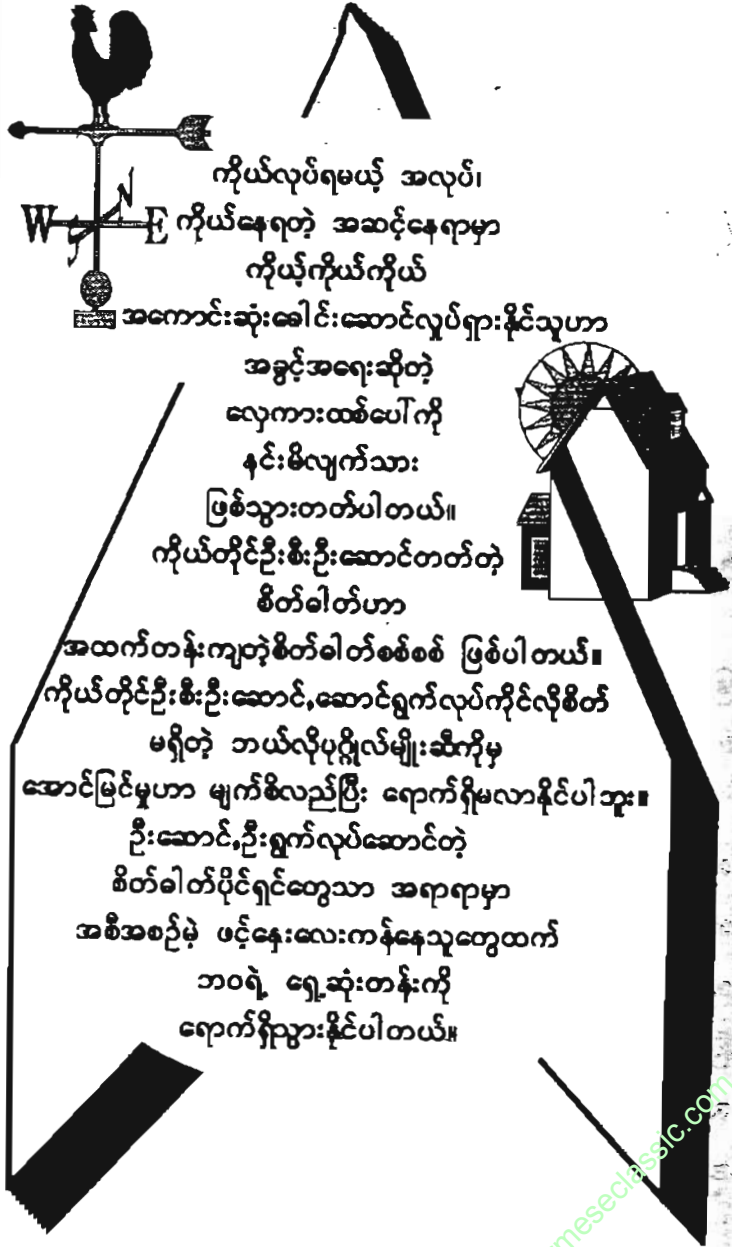 N
W E
ကိုယ်လုပ်ရမယ့် အလုပ်၊
ကိုယ်နေရတဲ့ အဆင့်နေရာမှာ
ကိုယ့်ကိုယ်ကိုယ်
အကောင်းဆုံးခေါင်းဆောင်လှုပ်ရှားနိုင်သူဟာ
အခွင့်အရေးဆိုတဲ့
လှေကားထစ်ပေါ်ကို
နင်းမိလျက်သား
ဖြစ်သွားတတ်ပါတယ်။
ကိုယ်တိုင်ဦးစီးဦးဆောင်တတ်တဲ့
စိတ်ဓါတ်ဟာ
အထက်တန်းကျတဲ့စိတ်ဓါတ်စစ်စစ် ဖြစ်ပါတယ်။
ကိုယ်တိုင်ဦးစီးဦးဆောင်,ဆောင်ရွက်လုပ်ကိုင်လိုစိတ်
မရှိတဲ့ ဘယ်လိုပုဂ္ဂိုလ်မျိုးဆီကိုမှ
အောင်မြင်မှုဟာ မျက်စိလည်ပြီး ရောက်ရှိမလာနိုင်ပါဘူး။
ဦးဆောင်,ဦးရွက်လုပ်ဆောင်တဲ့
စိတ်ဓါတ်ပိုင်ရှင်တွေသာ အရာရာမှာ
အစီအစဉ်မဲ့ ဖင့်နှေးလေးကန်နေသူတွေထက်
ဘဝရဲ့ ရှေ့ဆုံးတန်းကို
ရောက်ရှိသွားနိုင်ပါတယ်။
meseclassic.com